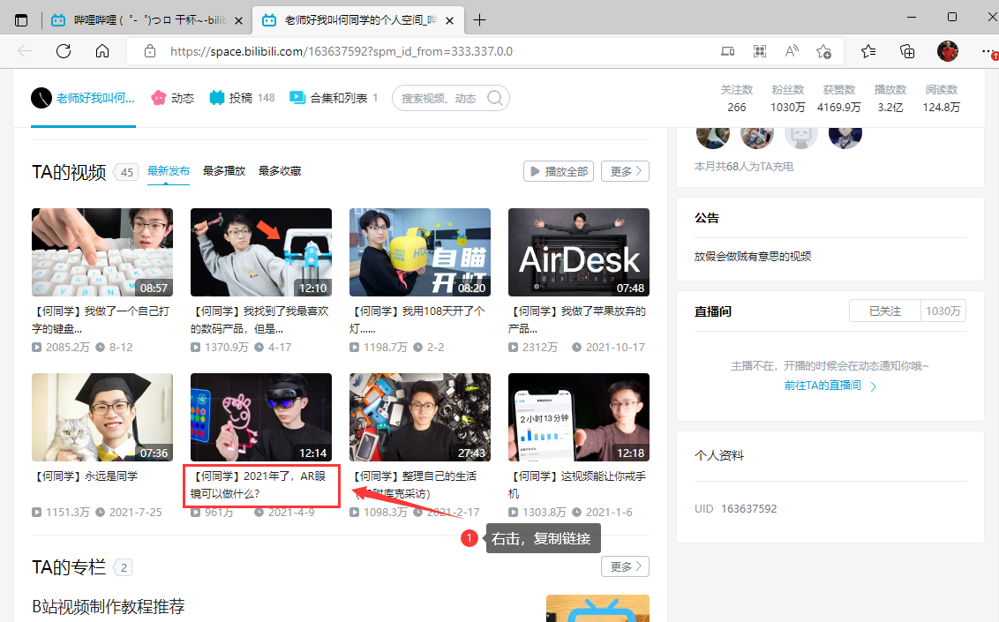 哔哩哔哩 (゜-゜)つロ 干杯~-bilib
老师好我叫何同学的个人空间_哔
https://space.bilibili.com/163637592?spm_id_from=333.337.0.0
老师好我叫何...
动态
投稿 148
合集和列表 1
搜索视频、动态
关注数 粉丝数 获赞数 播放数 阅读数
266 1030万 4169.9万 3.2亿 124.8万
TA的视频 45 最新发布 最多播放 最多收藏
播放全部 更多
08:57
【何同学】我做了一个自己打
字的键盘...
2085.2万 8-12
12:10
【何同学】我找到了我最喜欢
的数码产品，但是...
1370.9万 4-17
自瞄
开灯
08:20
【何同学】我用108天开了个
灯......
1198.7万 2-2
AirDesk
07:48
【何同学】我做了苹果放弃的
产品...
2312万 2021-10-17
07:36
【何同学】永远是同学
1151.3万 2021-7-25
12:14
【何同学】2021年了，AR眼
镜可以做什么？
961万 2021-4-9
27:43
【何同学】整理自己的生活
附库克采访）
1098.3万 2021-2-17
2小时13分钟
12:18
【何同学】这视频能让你戒手
机
1303.8万 2021-1-6
1
右击，复制链接
TA的专栏 2
更多
B站视频制作教程推荐
本月共68人为TA充电
公告
放假会做贼有意思的视频
直播间
已关注 1030万
主播不在，开播的时候会在动态通知你哦~
前往TA的直播间
个人资料
UID 163637592